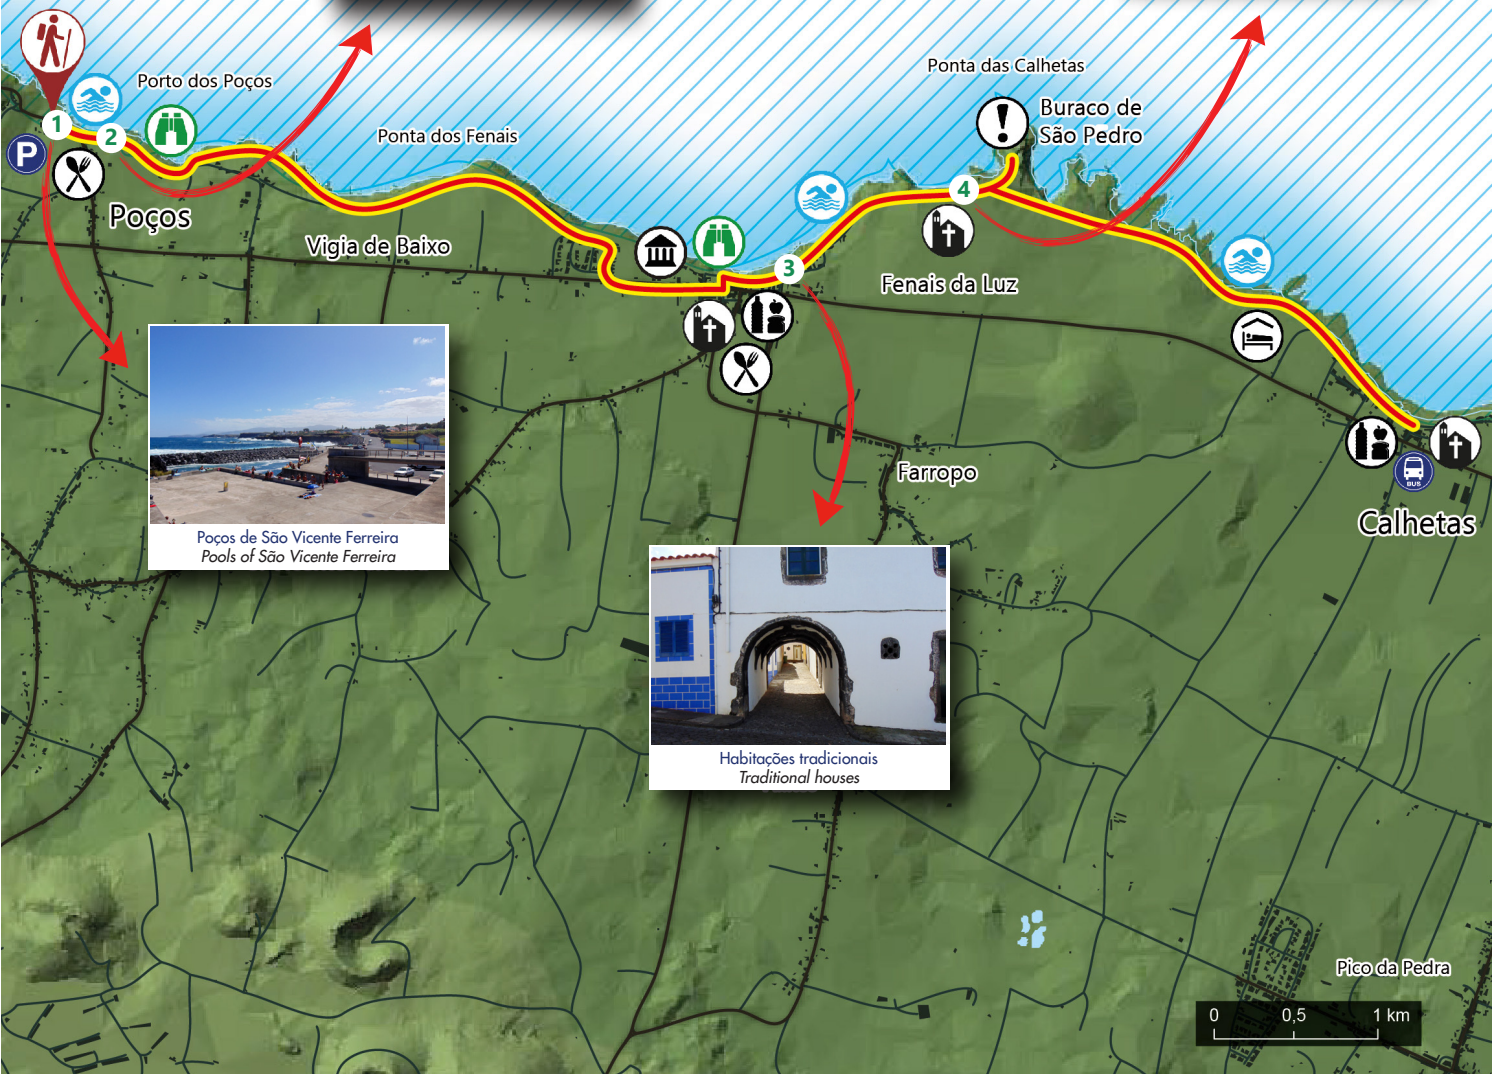 Porto dos Poços
Ponta das Calhetas
Buraco de
São Pedro
Ponta dos Fenais
1
2
P
4
Poços
Vigia de Baixo
3
Fenais da Luz
Farropo
BUS
Calhetas
Poços de São Vicente Ferreira
Pools of São Vicente Ferreira
Habitações tradicionais
Traditional houses
Pico da Pedra
0 0,5 1 km